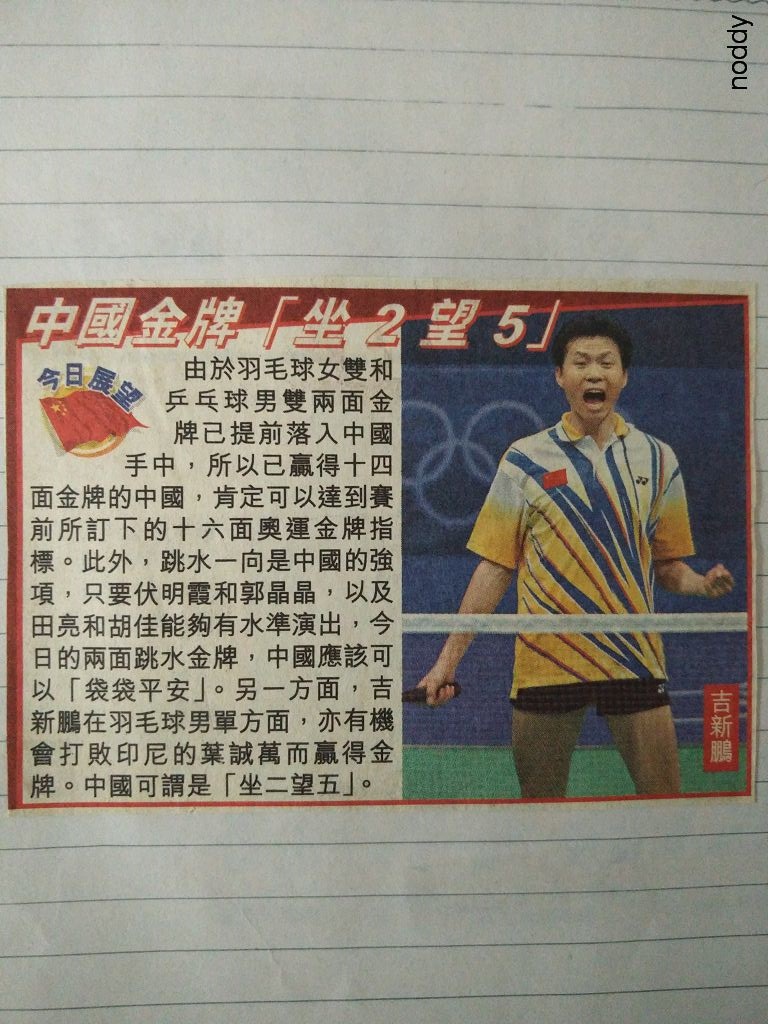 noddy
中國金牌「坐2望5」
今日展望
由於羽毛球女雙和
乒乓球男雙兩面金
牌已提前落入中國
手中，所以已贏得十四
面金牌的中國，肯定可以達到賽
前所訂下的十六面奧運金牌指
標。此外，跳水一向是中國的強
項，只要伏明霞和郭晶晶，以及
田亮和胡佳能夠有水準演出，今
日的兩面跳水金牌，中國應該可
以「袋袋平安」。另一方面，吉
新鵬在羽毛球男單方面，亦有機
會打敗印尼的葉誠萬而贏得金
牌。中國可謂是「坐二望五」。
吉新鵬